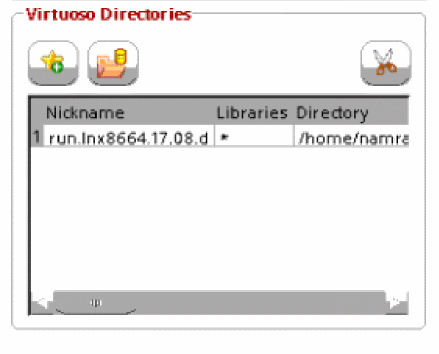 Virtuoso Directories
Nickname Libraries Directory
1 run.lnx8664.17.08.d * /home/namra